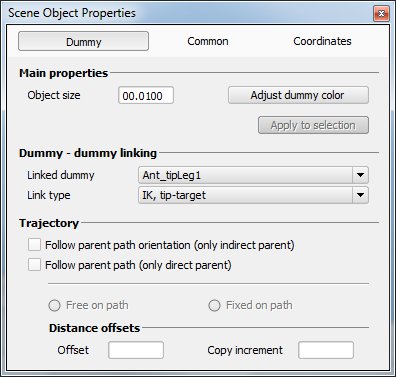 Scene Object Properties
Dummy Common Coordinates
Main properties
Object size 00.0100 Adjust dummy color
Apply to selection
Dummy - dummy linking
Linked dummy Ant_tipLeg1
Link type IK, tip-target
Trajectory
Follow parent path orientation (only indirect parent)
Follow parent path (only direct parent)
Free on path Fixed on path
Distance offsets
Offset Copy increment